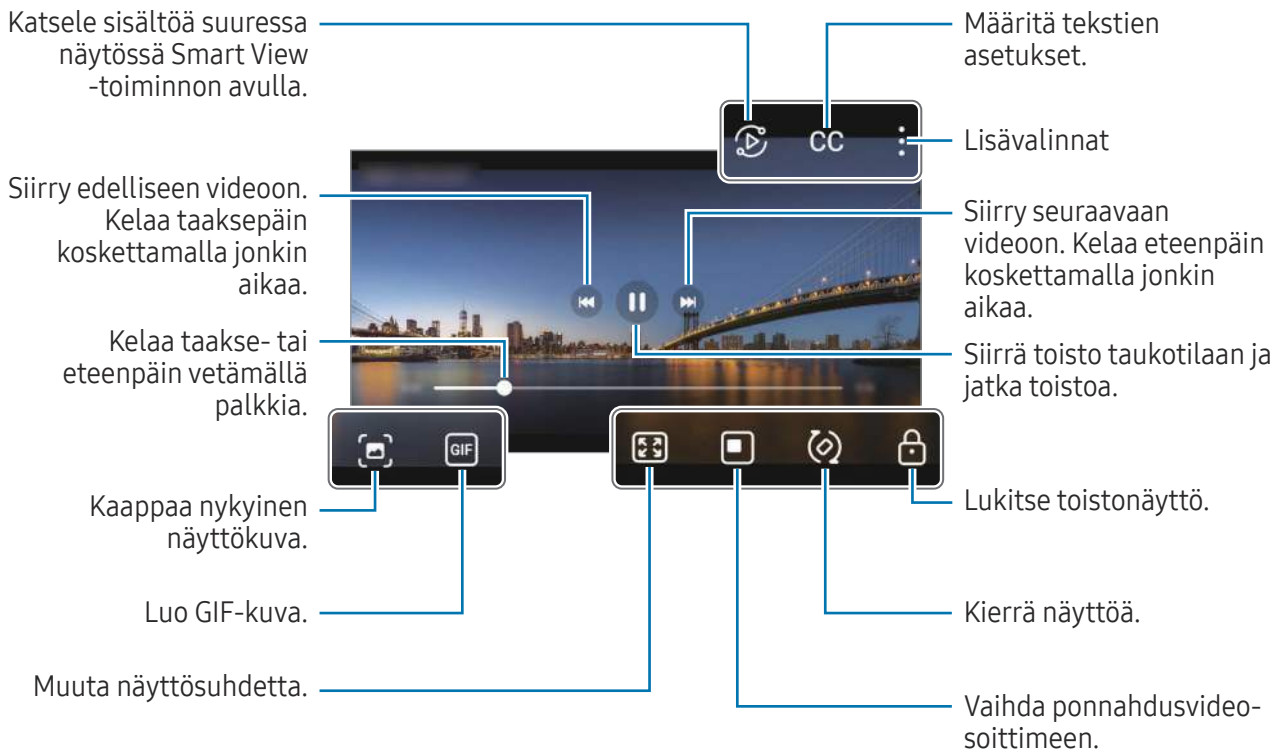 Katsele sisältöä suuressa
näytössä Smart View
-toiminnon avulla.
Määritä tekstien
asetukset.
CC
Lisävalinnat
Siirry edelliseen videoon.
Kelaa taaksepäin
koskettamalla jonkin
aikaa.
Siirry seuraavaan
videoon. Kelaa eteenpäin
koskettamalla jonkin
aikaa.
Kelaa taakse- tai
eteenpäin vetämällä
palkkia.
Siirrä toisto taukotilaan ja
jatka toistoa.
GIF
Kaappaa nykyinen
näyttökuva.
Lukitse toistonäyttö.
Luo GIF-kuva.
Kierrä näyttöä.
Muuta näyttösuhdetta.
Vaihda ponnahdusvideo-
soittimeen.